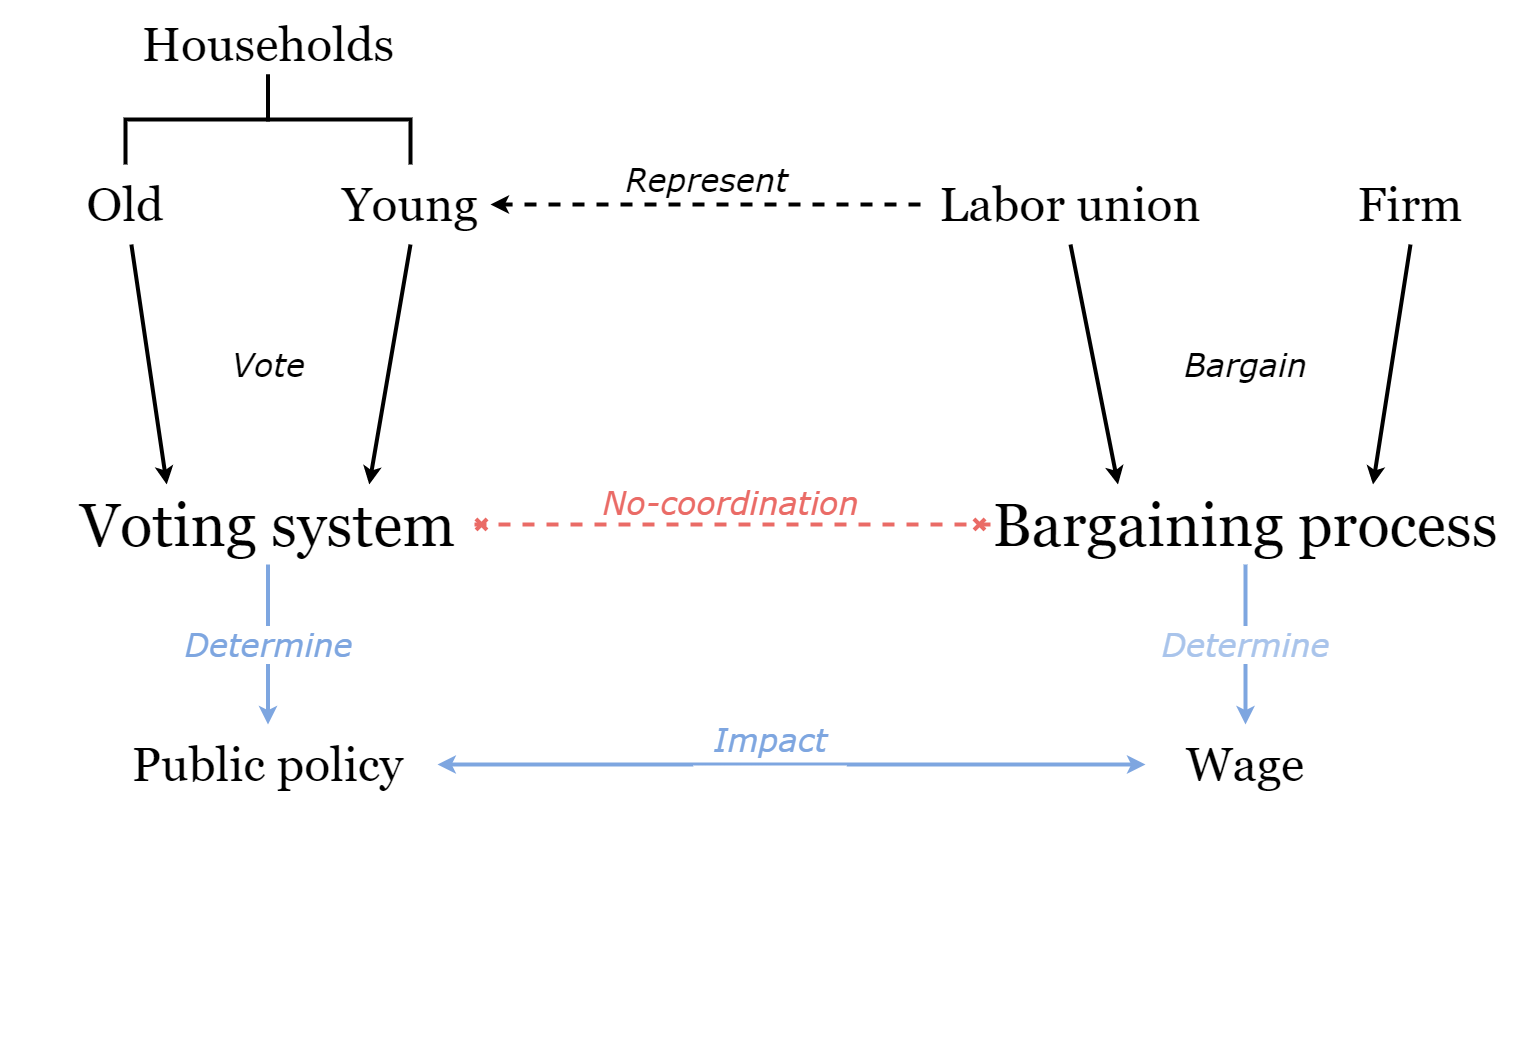 Households
Old
Young
Represent
Labor union
Firm
Vote
Bargain
Voting system
No-coordination
Bargaining process
Determine
Determine
Public policy
Impact
Wage